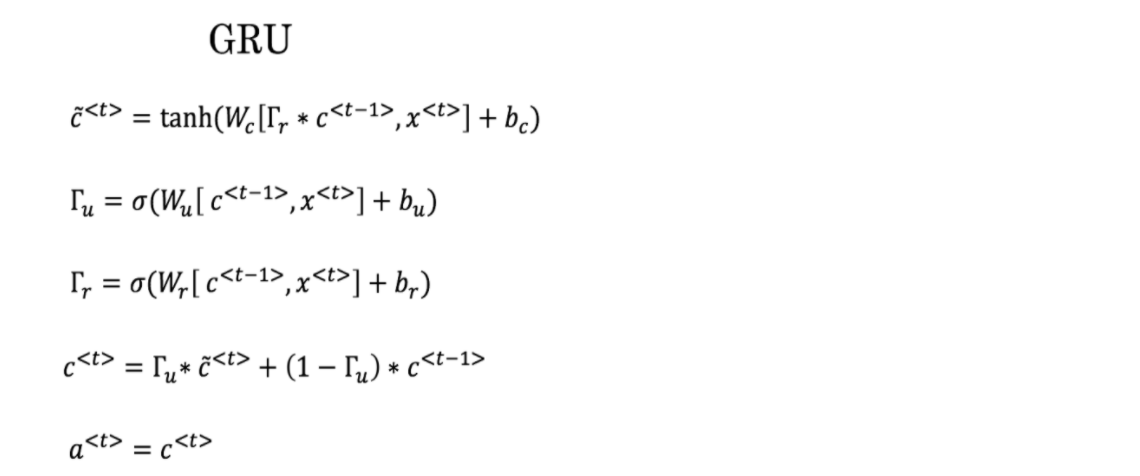 GRU
c̃^{<t>} = tanh(W_c[Γ_r * c^{<t−1>}, x^{<t>}] + b_c)
Γ_u = σ(W_u[ c^{<t−1>}, x^{<t>}] + b_u)
Γ_r = σ(W_r[ c^{<t−1>}, x^{<t>}] + b_r)
c^{<t>} = Γ_u * c̃^{<t>} + (1 − Γ_u) * c^{<t−1>}
a^{<t>} = c^{<t>}